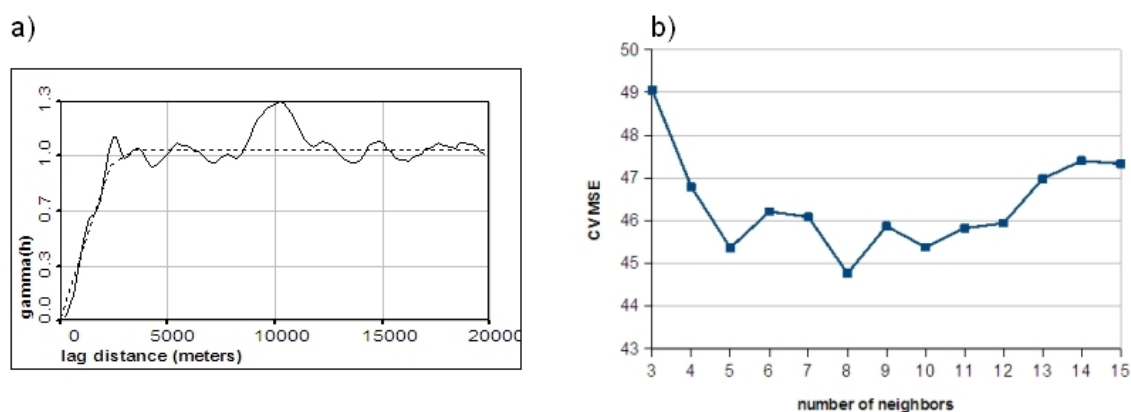 a)
1.3
1.0
0.7
0.3
0.0
gamma(h)
0 5000 10000 15000 20000
lag distance (meters)
b)
50
49
48
47
46
45
44
43
CVMSE
3 4 5 6 7 8 9 10 11 12 13 14 15
number of neighbors